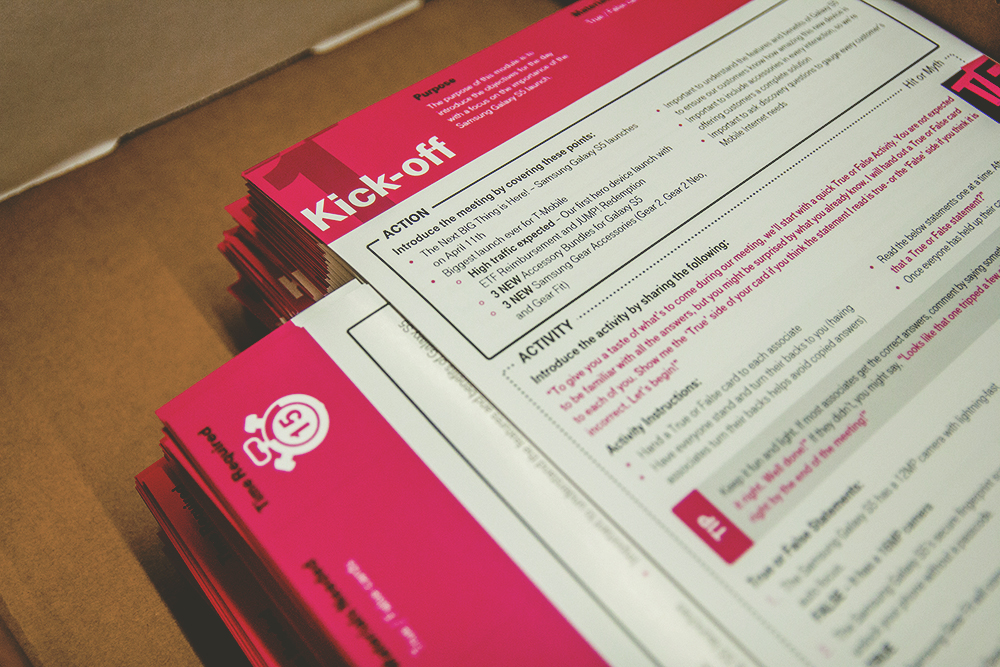 1
Kick-off
Purpose
The purpose of this module is to
introduce the objectives for the day
with a focus on the importance of the
Samsung Galaxy S5 launch.
True / False cards
ACTION
Introduce the meeting by covering these points:
• The Next BIG Thing is Here! – Samsung Galaxy S5 launches
on April 11th
• Biggest launch ever for T-Mobile
○ High traffic expected – Our first hero device launch with
ETF Reimbursement and JUMP! Redemption
○ 3 NEW Accessory Bundles for Galaxy S5
○ 3 NEW Samsung Gear Accessories (Gear 2, Gear 2 Neo,
and Gear Fit)
• Important to understand the features and benefits of Galaxy S5
to ensure our customers know how amazing this new device is
• Important to include accessories in every interaction, so we're
offering customers a complete solution.
• Important to ask discovery questions to gauge every customer's
Mobile Internet needs
ACTIVITY
Hit or Myth
Introduce the activity by sharing the following:
"To give you a taste of what's to come during our meeting, we'll start with a quick True or False Activity. You are not expected
to be familiar with all the answers, but you might be surprised by what you already know. I will hand out a True or False card
to each of you. Show me the 'True' side of your card if you think the statement I read is true- or the 'False' side if you think it is
incorrect. Let's begin!"
Activity Instructions:
• Hand a True or False card to each associate
• Have everyone stand and turn their backs to you (having
associates turn their backs helps avoid copied answers)
• Read the below statements one at a time.
that a True or False statement?"
• Once everyone has held up their
TIP
Keep it fun and light. If most associates get the correct answers, comment by saying
it right. Well done!" If they didn't, you might say, "Looks like that one tripped a few
right by the end of the meeting!"
True or False Statements:
The Samsung Galaxy S5 has a 12MP camera with lightning-fast
auto focus.
FALSE – it has a 16MP camera
The Samsung Galaxy S5's secure fingerprint
unlock your phone without a password.
15
Time Required
Materials Needed
True / False cards